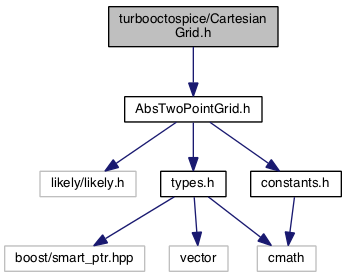 turbooctospice/Cartesian
Grid.h
AbsTwoPointGrid.h
likely/likely.h
types.h
constants.h
boost/smart_ptr.hpp
vector
cmath